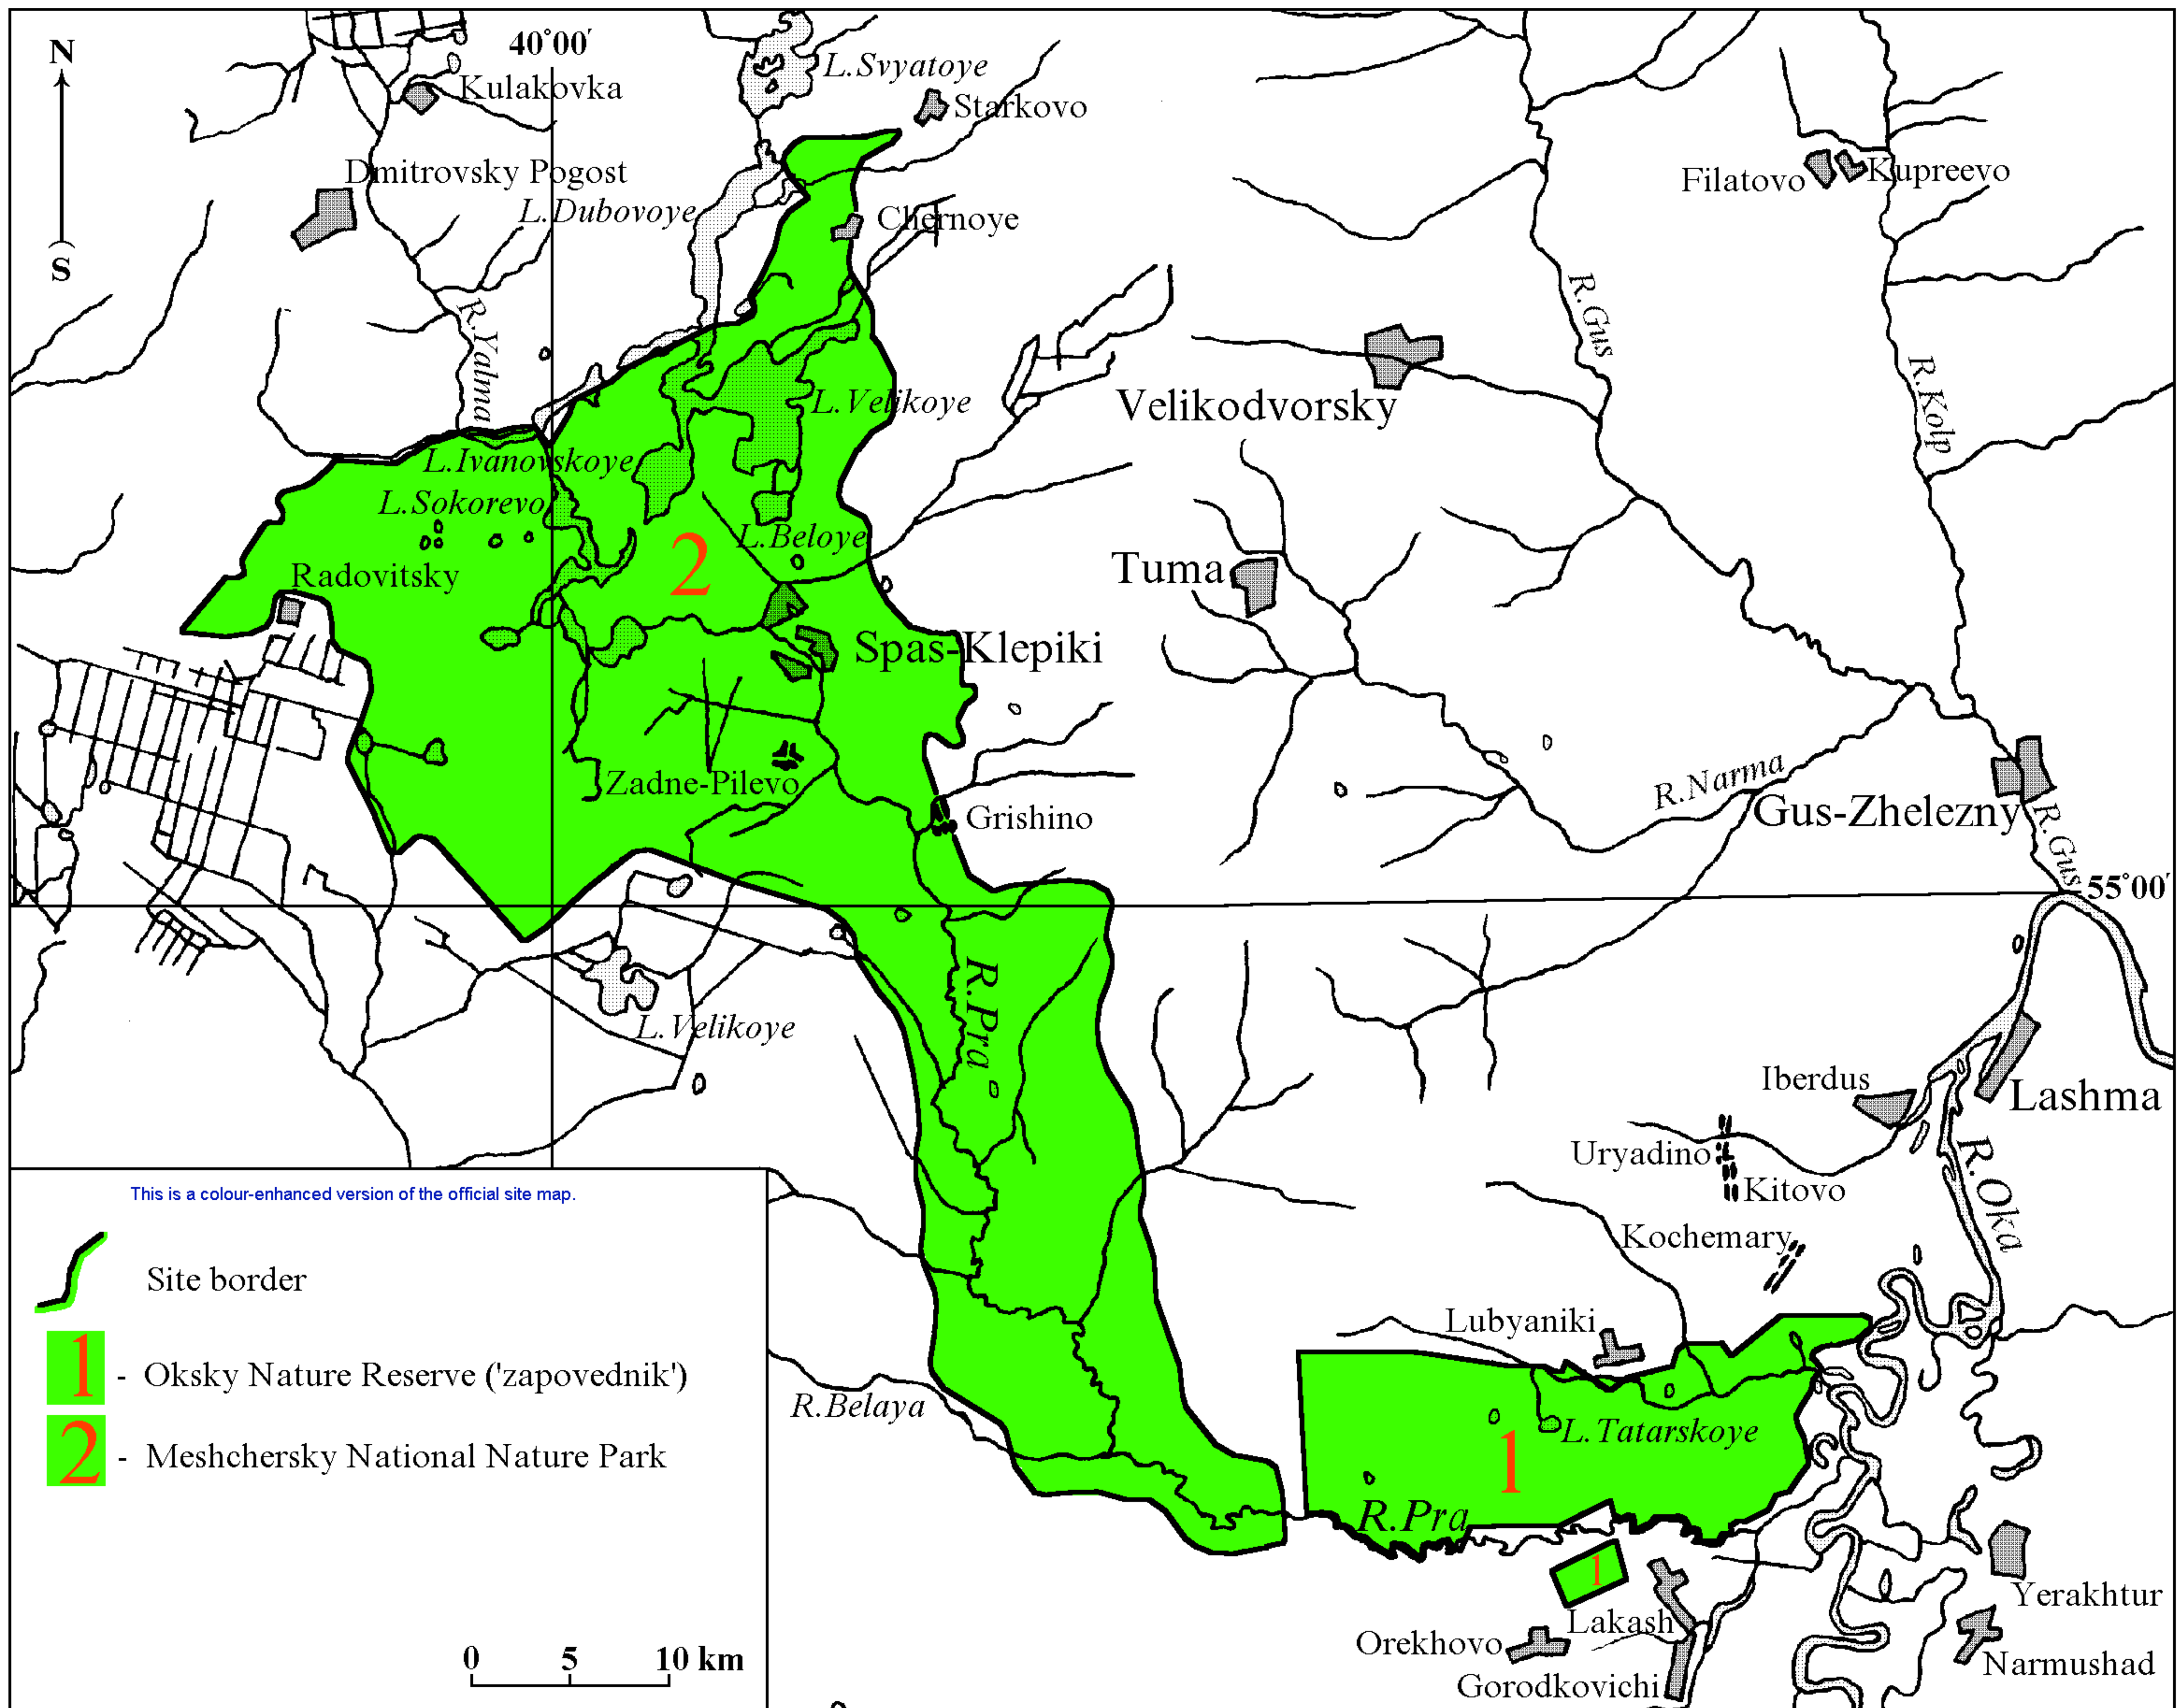 N
(
S
40°00′
L.Svyatoye
Kulakovka
Starkovo
Dmitrovsky Pogost
L.Dubovoye
Chernoye
Filatovo
Kupreevo
R.Yalma
R.Gus
R.Kolp
L.Velikoye
Velikodvorsky
L.Ivanovskoye
L.Sokorevo
2
L.Beloye
Radovitsky
Tuma
Spas-Klepiki
Zadne-Pilevo
Grishino
R.Narma
Gus-Zhelezny
R.Gus
55°00′
R.Pra
L.Velikoye
Iberdus
Lashma
Uryadino
Kitovo
R.Oka
Kochemary
Lubyaniki
R.Belaya
L.Tatarskoye
1
R.Pra
1
Lakash
Orekhovo
Gorodkovichi
Yerakhtur
Narmushad
This is a colour-enhanced version of the official site map.
Site border
1 - Oksky Nature Reserve ('zapovednik')
2 - Meshchersky National Nature Park
0 5 10 km